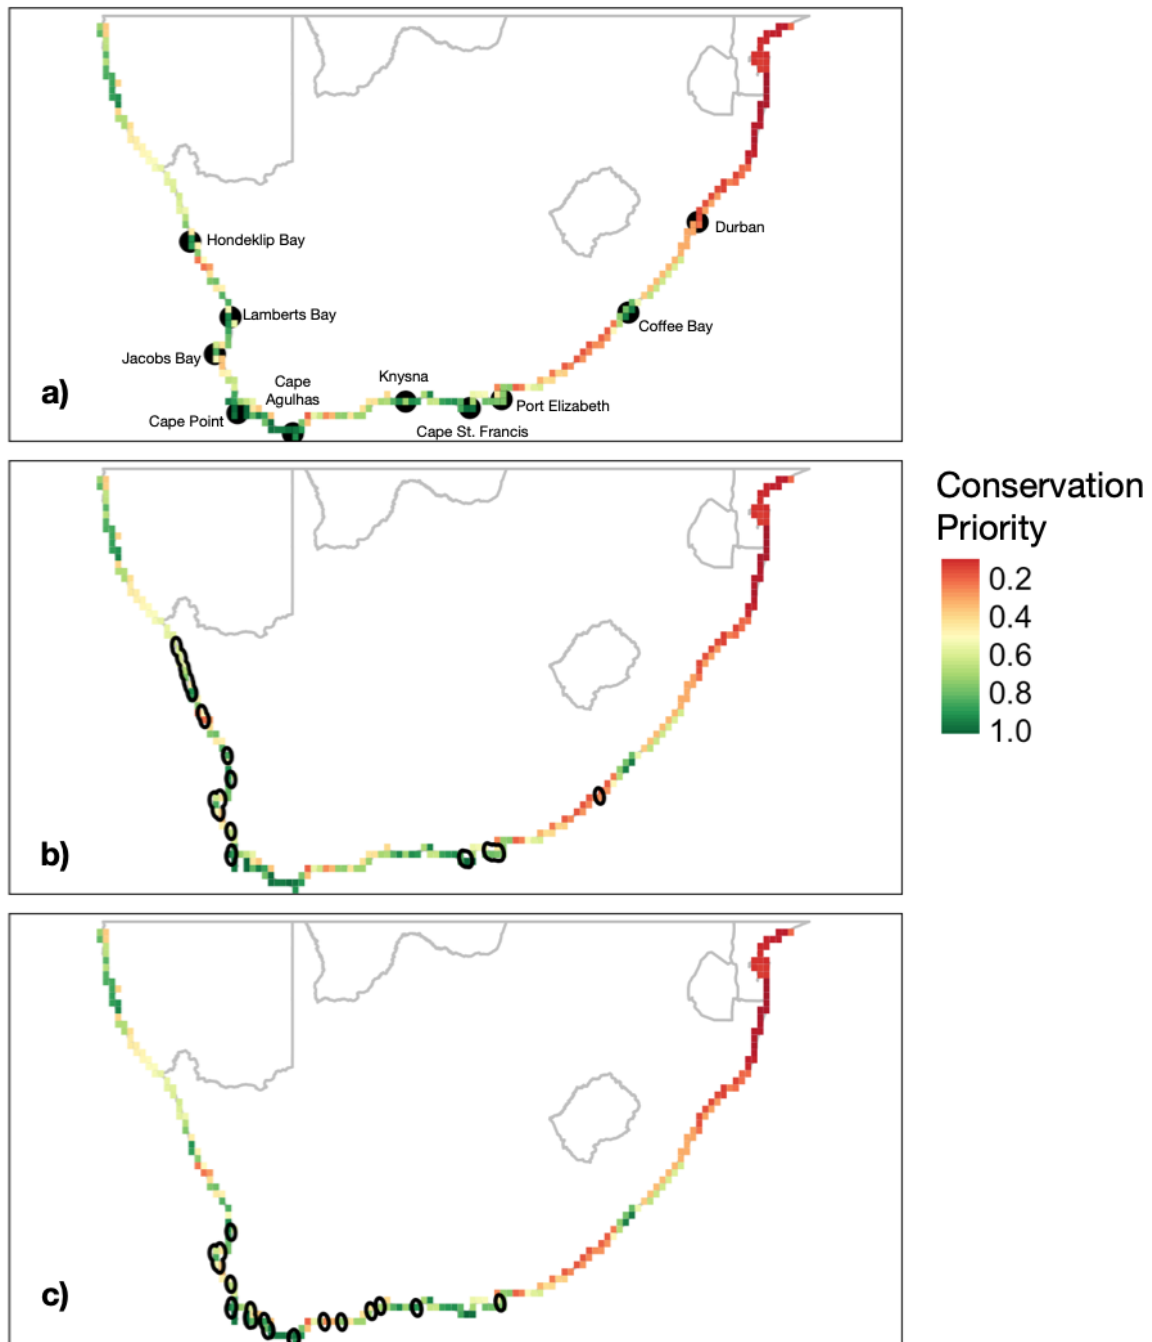 Durban
Hondeklip Bay
Lamberts Bay
Coffee Bay
Jacobs Bay
Knysna
Cape
Agulhas
a)
Port Elizabeth
Cape Point
Cape St. Francis
Conservation
Priority
0.2
0.4
0.6
0.8
1.0
b)
c)